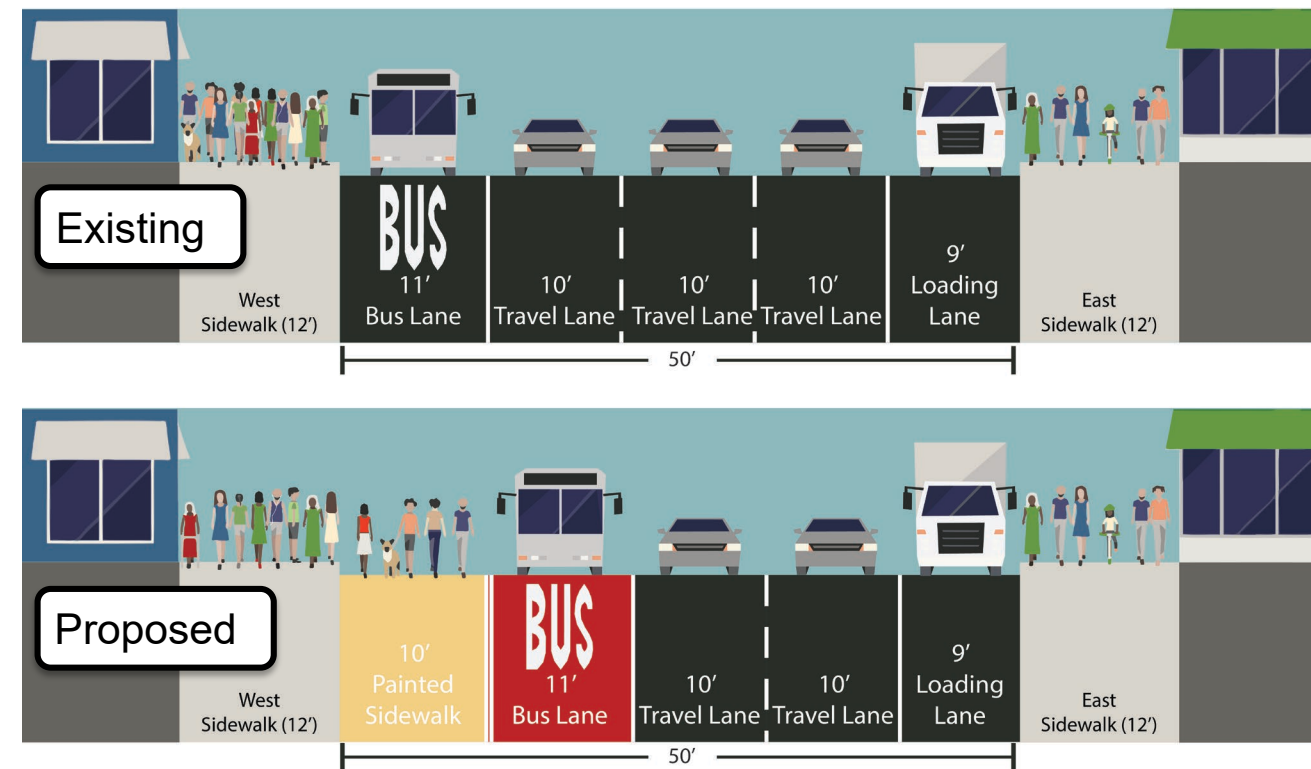 Existing
West
Sidewalk (12’)
BUS
11’
Bus Lane
10’
Travel Lane
10’
Travel Lane
10’
Travel Lane
9’
Loading
Lane
East
Sidewalk (12’)
50’
Proposed
West
Sidewalk (12’)
10’
Painted
Sidewalk
BUS
11’
Bus Lane
10’
Travel Lane
10’
Travel Lane
9’
Loading
Lane
East
Sidewalk (12’)
50’